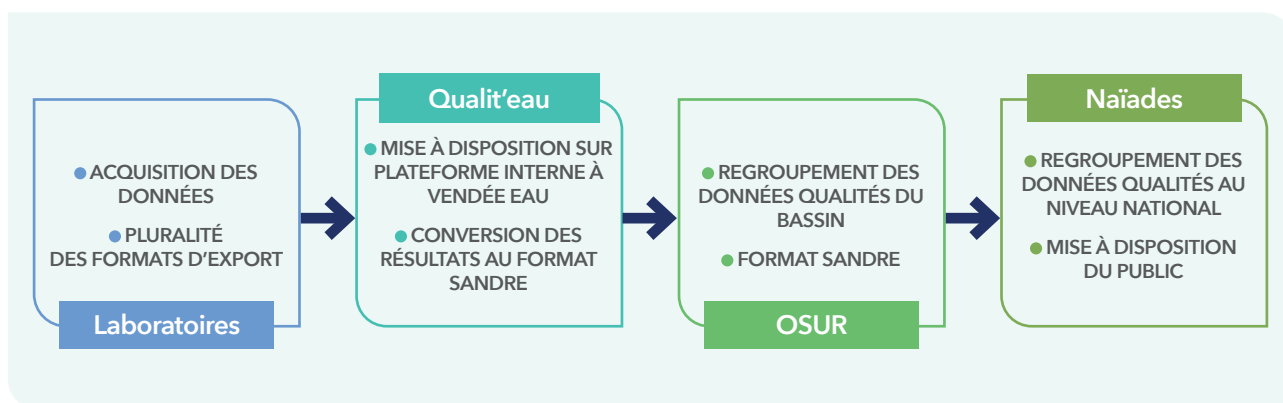 ● ACQUISITION DES
DONNÉES
● PLURALITÉ
DES FORMATS D'EXPORT
Laboratoires
Qualit'eau
● MISE À DISPOSITION SUR
PLATEFORME INTERNE À
VENDÉE EAU
● CONVERSION DES
RÉSULTATS AU FORMAT
SANDRE
● REGROUPEMENT DES
DONNÉES QUALITÉS DU
BASSIN
● FORMAT SANDRE
OSUR
Naïades
● REGROUPEMENT DES
DONNÉES QUALITÉS AU
NIVEAU NATIONAL
● MISE À DISPOSITION
DU PUBLIC